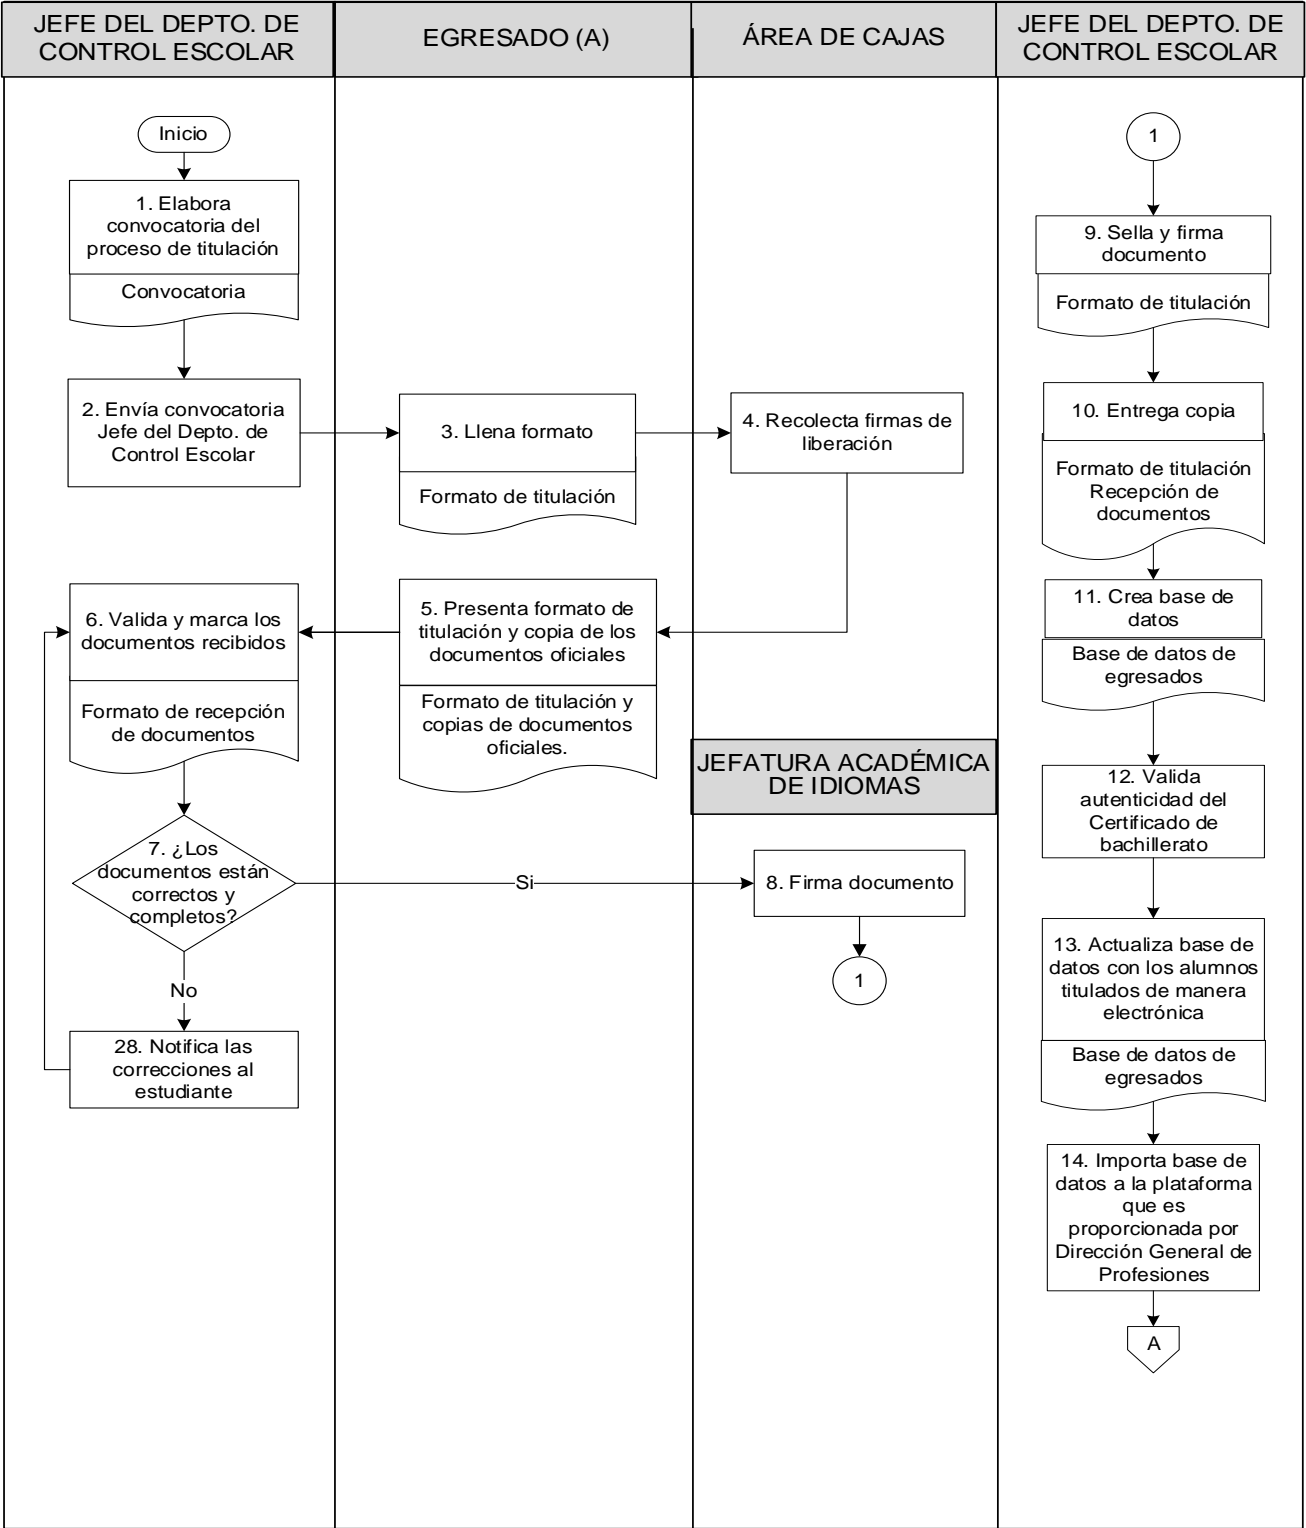 JEFE DEL DEPTO. DE
CONTROL ESCOLAR
EGRESADO (A)
ÁREA DE CAJAS
JEFE DEL DEPTO. DE
CONTROL ESCOLAR
Inicio
1. Elabora
convocatoria del
proceso de titulación
Convocatoria
2. Envía convocatoria
Jefe del Depto. de
Control Escolar
3. Llena formato
Formato de titulación
4. Recolecta firmas de
liberación
5. Presenta formato de
titulación y copia de los
documentos oficiales
Formato de titulación y
copias de documentos
oficiales.
6. Valida y marca los
documentos recibidos
Formato de recepción
de documentos
7. ¿Los
documentos están
correctos y
completos?
Si
No
28. Notifica las
correcciones al
estudiante
JEFATURA ACADÉMICA
DE IDIOMAS
8. Firma documento
1
1
9. Sella y firma
documento
Formato de titulación
10. Entrega copia
Formato de titulación
Recepción de
documentos
11. Crea base de
datos
Base de datos de
egresados
12. Valida
autenticidad del
Certificado de
bachillerato
13. Actualiza base de
datos con los alumnos
titulados de manera
electrónica
Base de datos de
egresados
14. Importa base de
datos a la plataforma
que es
proporcionada por
Dirección General de
Profesiones
A